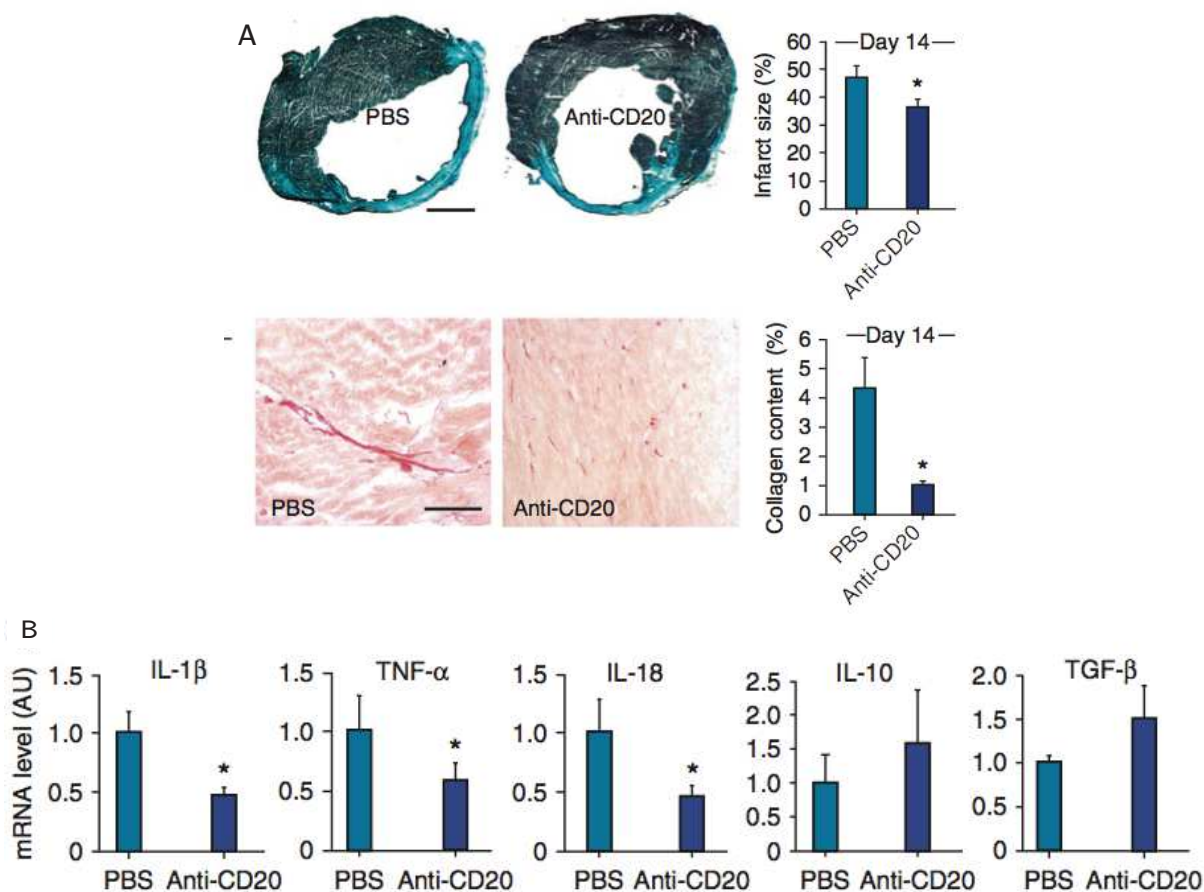 A
PBS
Anti-CD20
Day 14
Infarct size (%)
60
50
40
30
20
10
0
*
PBS
Anti-CD20
PBS
Anti-CD20
Day 14
Collagen content (%)
6
5
4
3
2
1
0
*
PBS
Anti-CD20
B
mRNA level (AU)
IL-1β
1.5
1.0
0.5
0
*
PBS Anti-CD20
TNF-α
1.5
1.0
0.5
0
*
PBS Anti-CD20
IL-18
1.5
1.0
0.5
0
*
PBS Anti-CD20
IL-10
2.5
2.0
1.5
1.0
0.5
0
PBS Anti-CD20
TGF-β
2.0
1.5
1.0
0.5
0
PBS Anti-CD20